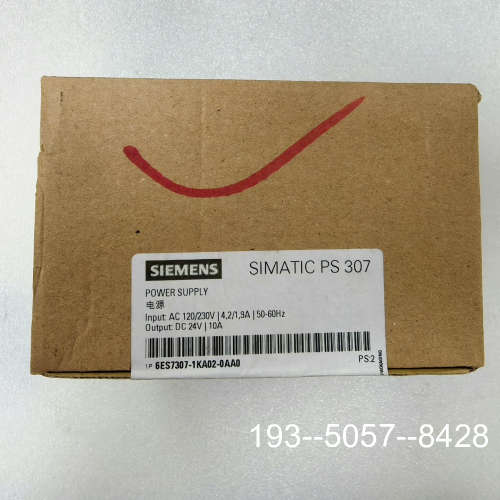 SIEMENS
SIMATIC PS 307
POWER SUPPLY
电源
Input: AC 120/230V | 4,2/1,9A | 50-60Hz
Output: DC 24V | 10A
PS:2
1P 6ES7307-1KA02-0AA0
193--5057--8428